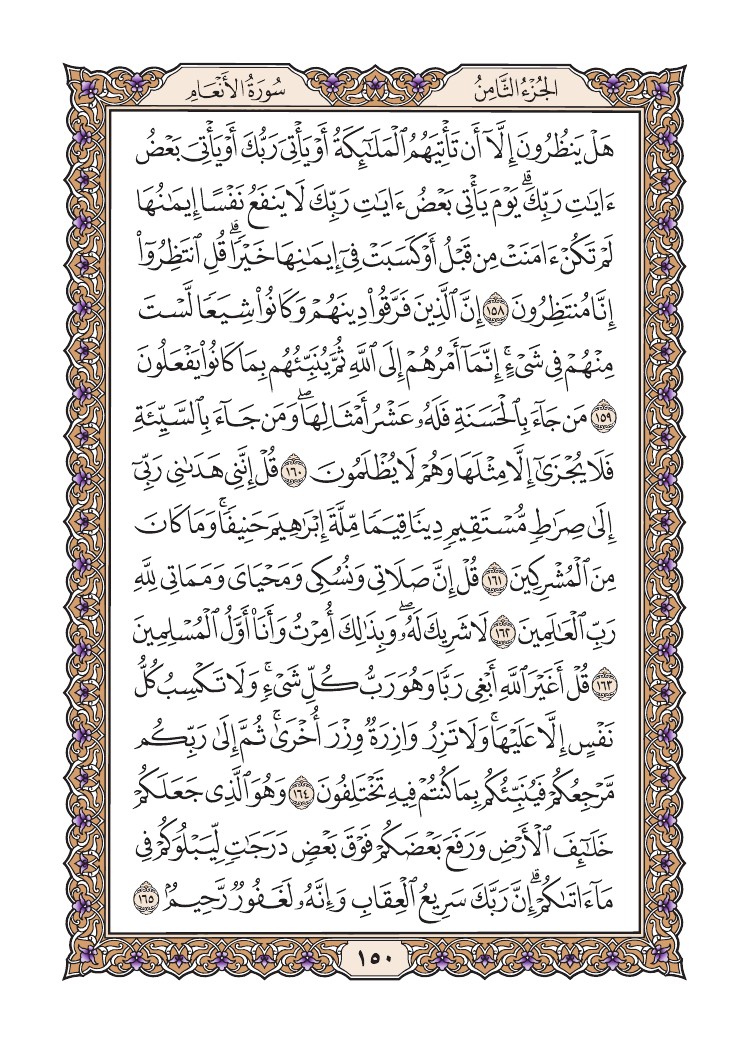 الجُزْءُ الثَّامِنُ
سُورَةُ الأَنْعَامِ
هَلْ يَنظُرُونَ إِلَّآ أَن تَأْتِيَهُمُ ٱلْمَلَٰٓئِكَةُ أَوْ يَأْتِىَ رَبُّكَ أَوْ يَأْتِىَ بَعْضُ
ءَايَٰتِ رَبِّكَ ۗ يَوْمَ يَأْتِى بَعْضُ ءَايَٰتِ رَبِّكَ لَا يَنفَعُ نَفْسًا إِيمَٰنُهَا
لَمْ تَكُنْ ءَامَنَتْ مِن قَبْلُ أَوْ كَسَبَتْ فِىٓ إِيمَٰنِهَا خَيْرًا ۗ قُلِ ٱنتَظِرُوٓا۟
إِنَّا مُنتَظِرُونَ ١٥٨ إِنَّ ٱلَّذِينَ فَرَّقُوا۟ دِينَهُمْ وَكَانُوا۟ شِيَعًا لَّسْتَ
مِنْهُمْ فِى شَىْءٍ ۚ إِنَّمَآ أَمْرُهُمْ إِلَى ٱللَّهِ ثُمَّ يُنَبِّئُهُم بِمَا كَانُوا۟ يَفْعَلُونَ
١٥٩ مَن جَآءَ بِٱلْحَسَنَةِ فَلَهُۥ عَشْرُ أَمْثَالِهَا ۖ وَمَن جَآءَ بِٱلسَّيِّئَةِ
فَلَا يُجْزَىٰٓ إِلَّا مِثْلَهَا وَهُمْ لَا يُظْلَمُونَ ١٦٠ قُلْ إِنَّنِى هَدَىٰنِى رَبِّىٓ
إِلَىٰ صِرَٰطٍ مُّسْتَقِيمٍ دِينًا قِيَمًا مِّلَّةَ إِبْرَٰهِيمَ حَنِيفًا ۚ وَمَا كَانَ
مِنَ ٱلْمُشْرِكِينَ ١٦١ قُلْ إِنَّ صَلَاتِى وَنُسُكِى وَمَحْيَاىَ وَمَمَاتِى لِلَّهِ
رَبِّ ٱلْعَٰلَمِينَ ١٦٢ لَا شَرِيكَ لَهُۥ ۖ وَبِذَٰلِكَ أُمِرْتُ وَأَنَا۠ أَوَّلُ ٱلْمُسْلِمِينَ
١٦٣ قُلْ أَغَيْرَ ٱللَّهِ أَبْغِى رَبًّا وَهُوَ رَبُّ كُلِّ شَىْءٍ ۚ وَلَا تَكْسِبُ كُلُّ
نَفْسٍ إِلَّا عَلَيْهَا ۚ وَلَا تَزِرُ وَازِرَةٌ وِزْرَ أُخْرَىٰ ۚ ثُمَّ إِلَىٰ رَبِّكُم
مَّرْجِعُكُمْ فَيُنَبِّئُكُم بِمَا كُنتُمْ فِيهِ تَخْتَلِفُونَ ١٦٤ وَهُوَ ٱلَّذِى جَعَلَكُمْ
خَلَٰٓئِفَ ٱلْأَرْضِ وَرَفَعَ بَعْضَكُمْ فَوْقَ بَعْضٍ دَرَجَٰتٍ لِّيَبْلُوَكُمْ فِى
مَآ ءَاتَىٰكُمْ ۗ إِنَّ رَبَّكَ سَرِيعُ ٱلْعِقَابِ وَإِنَّهُۥ لَغَفُورٌ رَّحِيمٌۢ ١٦٥
١٥٠